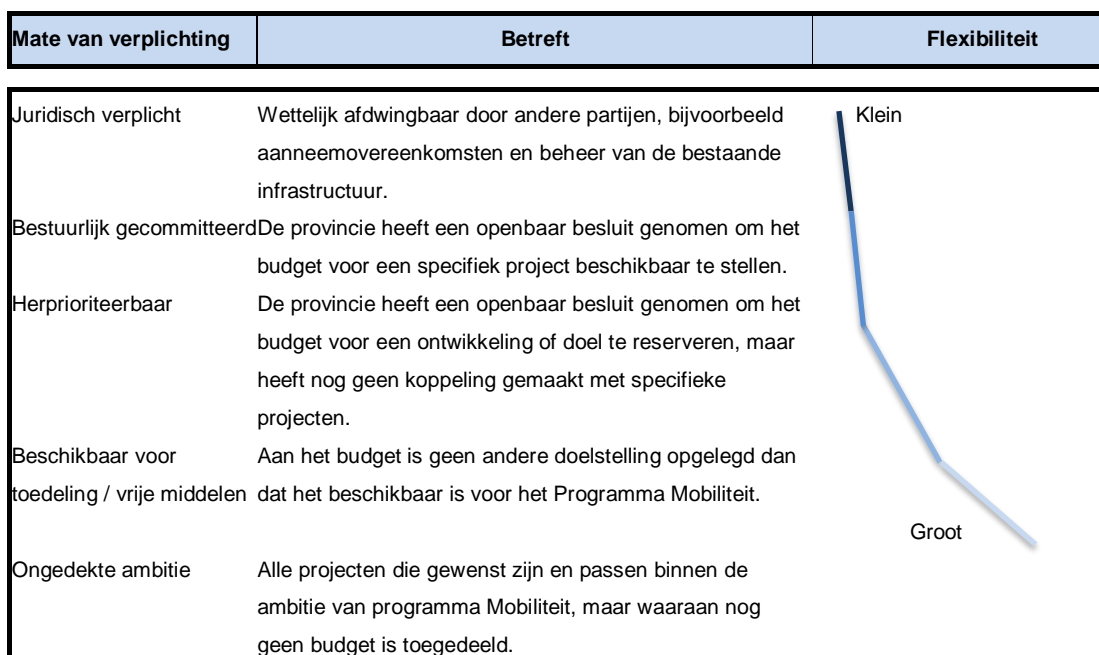 Mate van verplichting Betreft Flexibiliteit
Juridisch verplicht Wettelijk afdwingbaar door andere partijen, bijvoorbeeld Klein
aanneemovereenkomsten en beheer van de bestaande
infrastructuur.
Bestuurlijk gecommitteerd De provincie heeft een openbaar besluit genomen om het
budget voor een specifiek project beschikbaar te stellen.
Herprioriteerbaar De provincie heeft een openbaar besluit genomen om het
budget voor een ontwikkeling of doel te reserveren, maar
heeft nog geen koppeling gemaakt met specifieke
projecten.
Beschikbaar voor Aan het budget is geen andere doelstelling opgelegd dan
toedeling / vrije middelen dat het beschikbaar is voor het Programma Mobiliteit.
Groot
Ongedekte ambitie Alle projecten die gewenst zijn en passen binnen de
ambitie van programma Mobiliteit, maar waaraan nog
geen budget is toegedeeld.